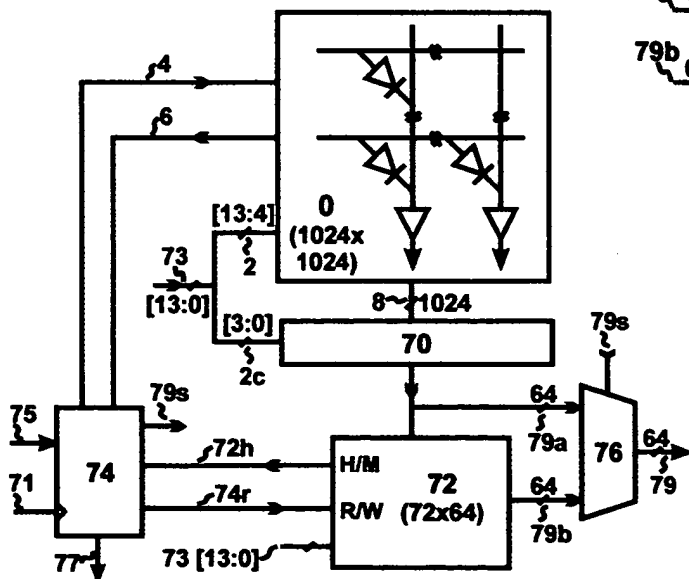 79b
4
6
0
(1024x
1024)
[13:4]
2
73
[13:0]
[3:0]
2c
8 1024
70
79s
75
79s
64
79a
76
64
79
74
72h
H/M
72
(72x64)
64
79b
71
74r
R/W
77
73 [13:0]